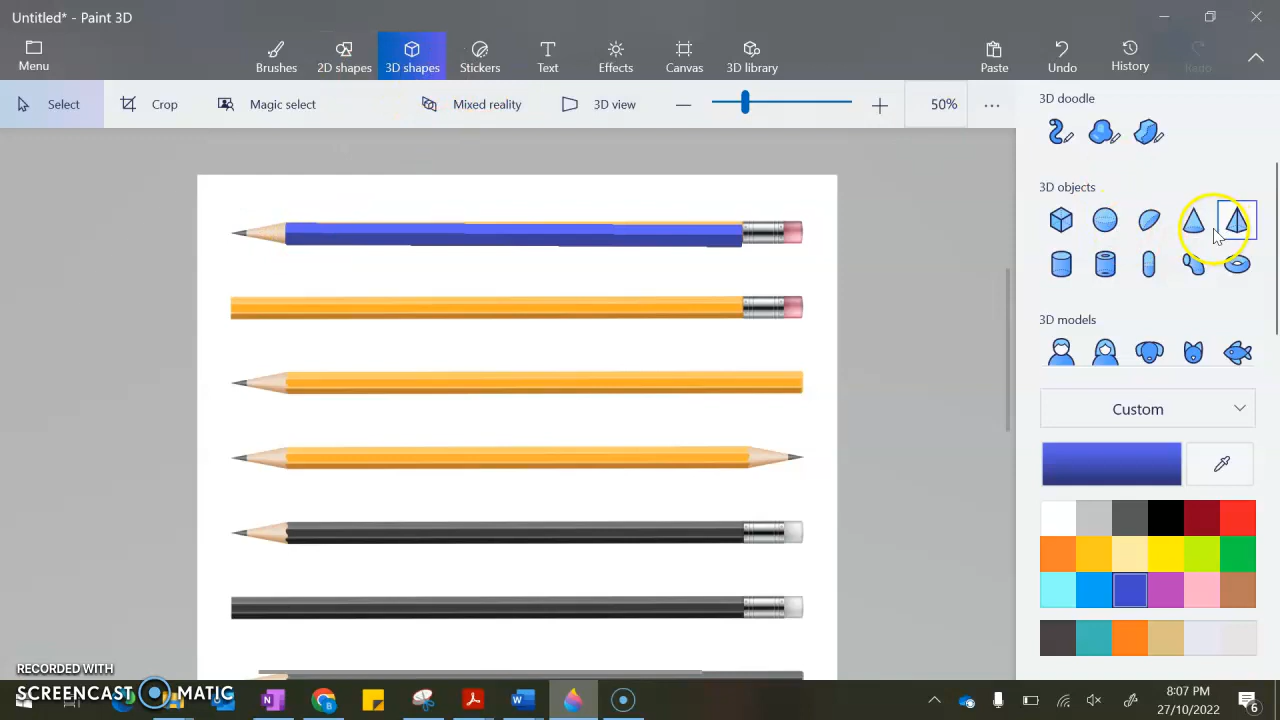 Untitled* - Paint 3D
Menu
Brushes
2D shapes
3D shapes
Stickers
Text
Effects
Canvas
3D library
Paste
Undo
History
Redo
Select
Crop
Magic select
Mixed reality
3D view
50%
3D doodle
3D objects
3D models
Custom
RECORDED WITH
SCREENCAST MATIC
8:07 PM
27/10/2022
6